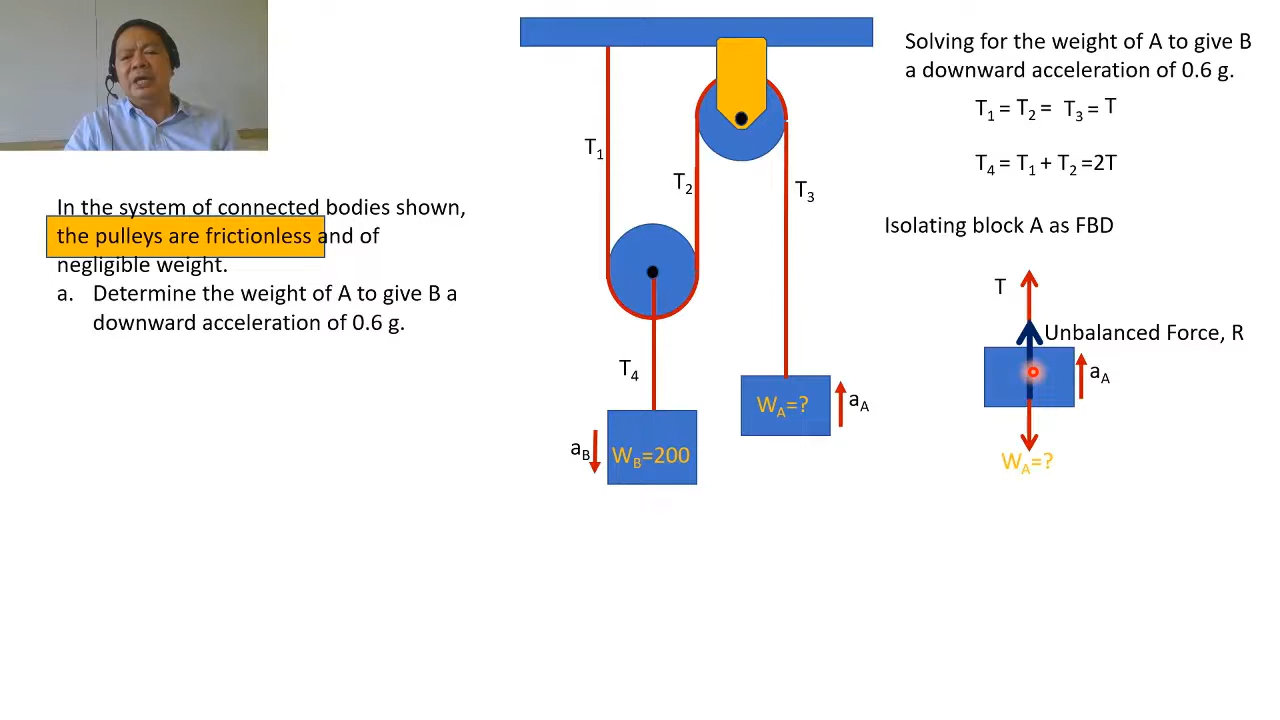 In the system of connected bodies shown,
the pulleys are frictionless and of
negligible weight.
a. Determine the weight of A to give B a
downward acceleration of 0.6 g.
T₁
T₂
T₃
T₄
a_B
W_B=200
W_A=?
a_A
Solving for the weight of A to give B
a downward acceleration of 0.6 g.
T₁ = T₂ = T₃ = T
T₄ = T₁ + T₂ =2T
Isolating block A as FBD
T
Unbalanced Force, R
a_A
W_A=?